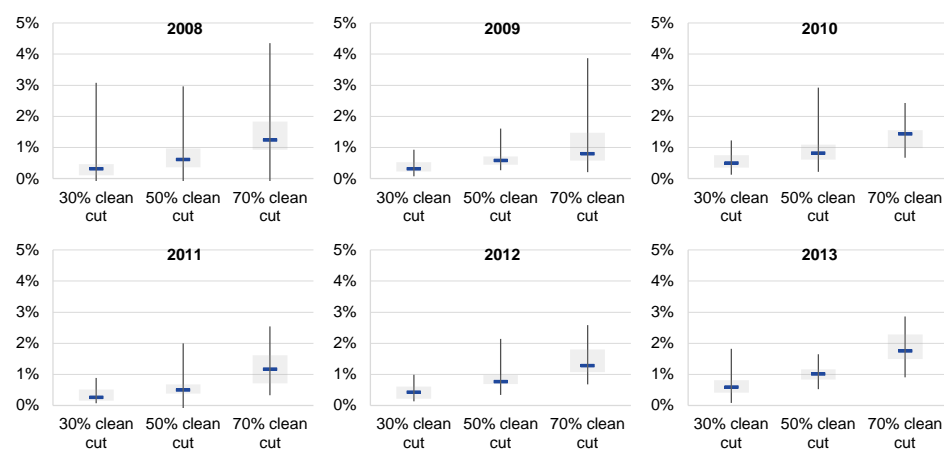 2008
5%
4%
3%
2%
1%
0%
30% clean cut
50% clean cut
70% clean cut
2009
5%
4%
3%
2%
1%
0%
30% clean cut
50% clean cut
70% clean cut
2010
5%
4%
3%
2%
1%
0%
30% clean cut
50% clean cut
70% clean cut
2011
5%
4%
3%
2%
1%
0%
30% clean cut
50% clean cut
70% clean cut
2012
5%
4%
3%
2%
1%
0%
30% clean cut
50% clean cut
70% clean cut
2013
5%
4%
3%
2%
1%
0%
30% clean cut
50% clean cut
70% clean cut